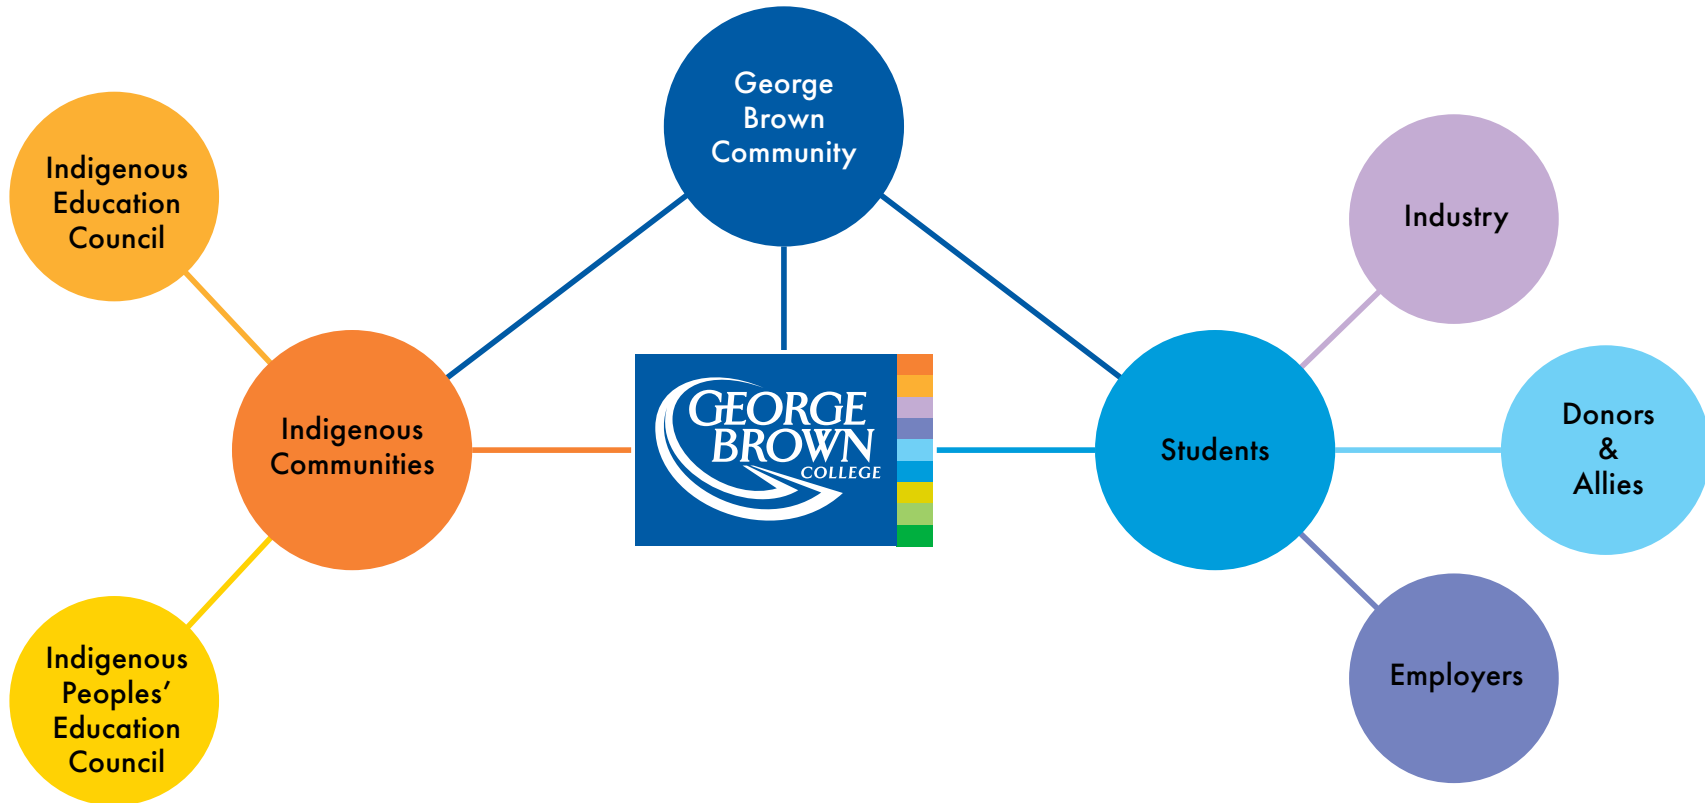 George
Brown
Community
Indigenous
Education
Council
Industry
Indigenous
Communities
GEORGE
BROWN
COLLEGE
Students
Donors
&
Allies
Indigenous
Peoples’
Education
Council
Employers